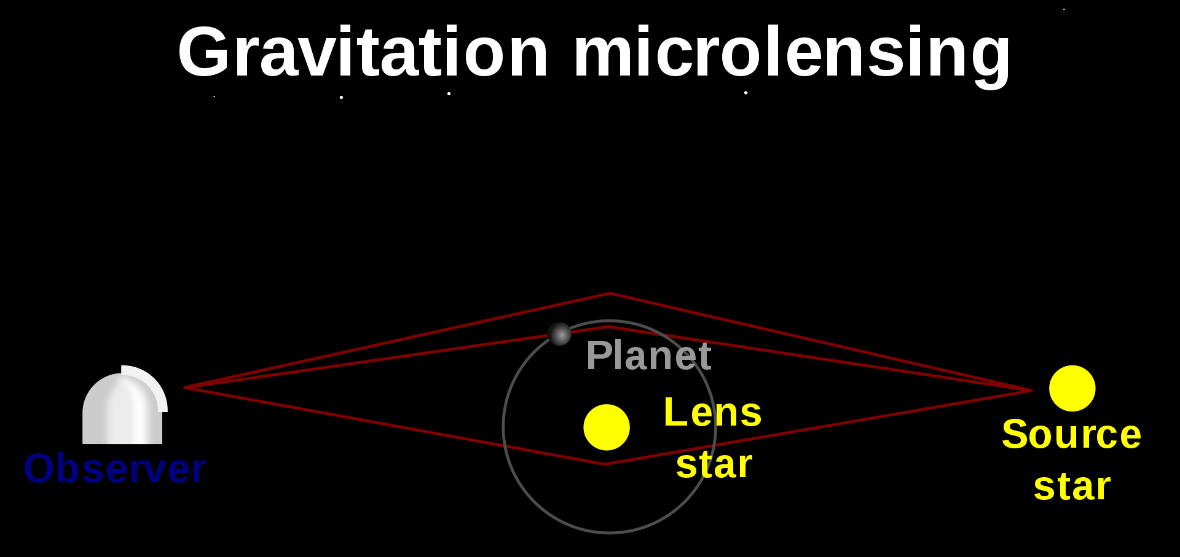 Gravitation microlensing
Planet
Lens
star
Observer
Source
star